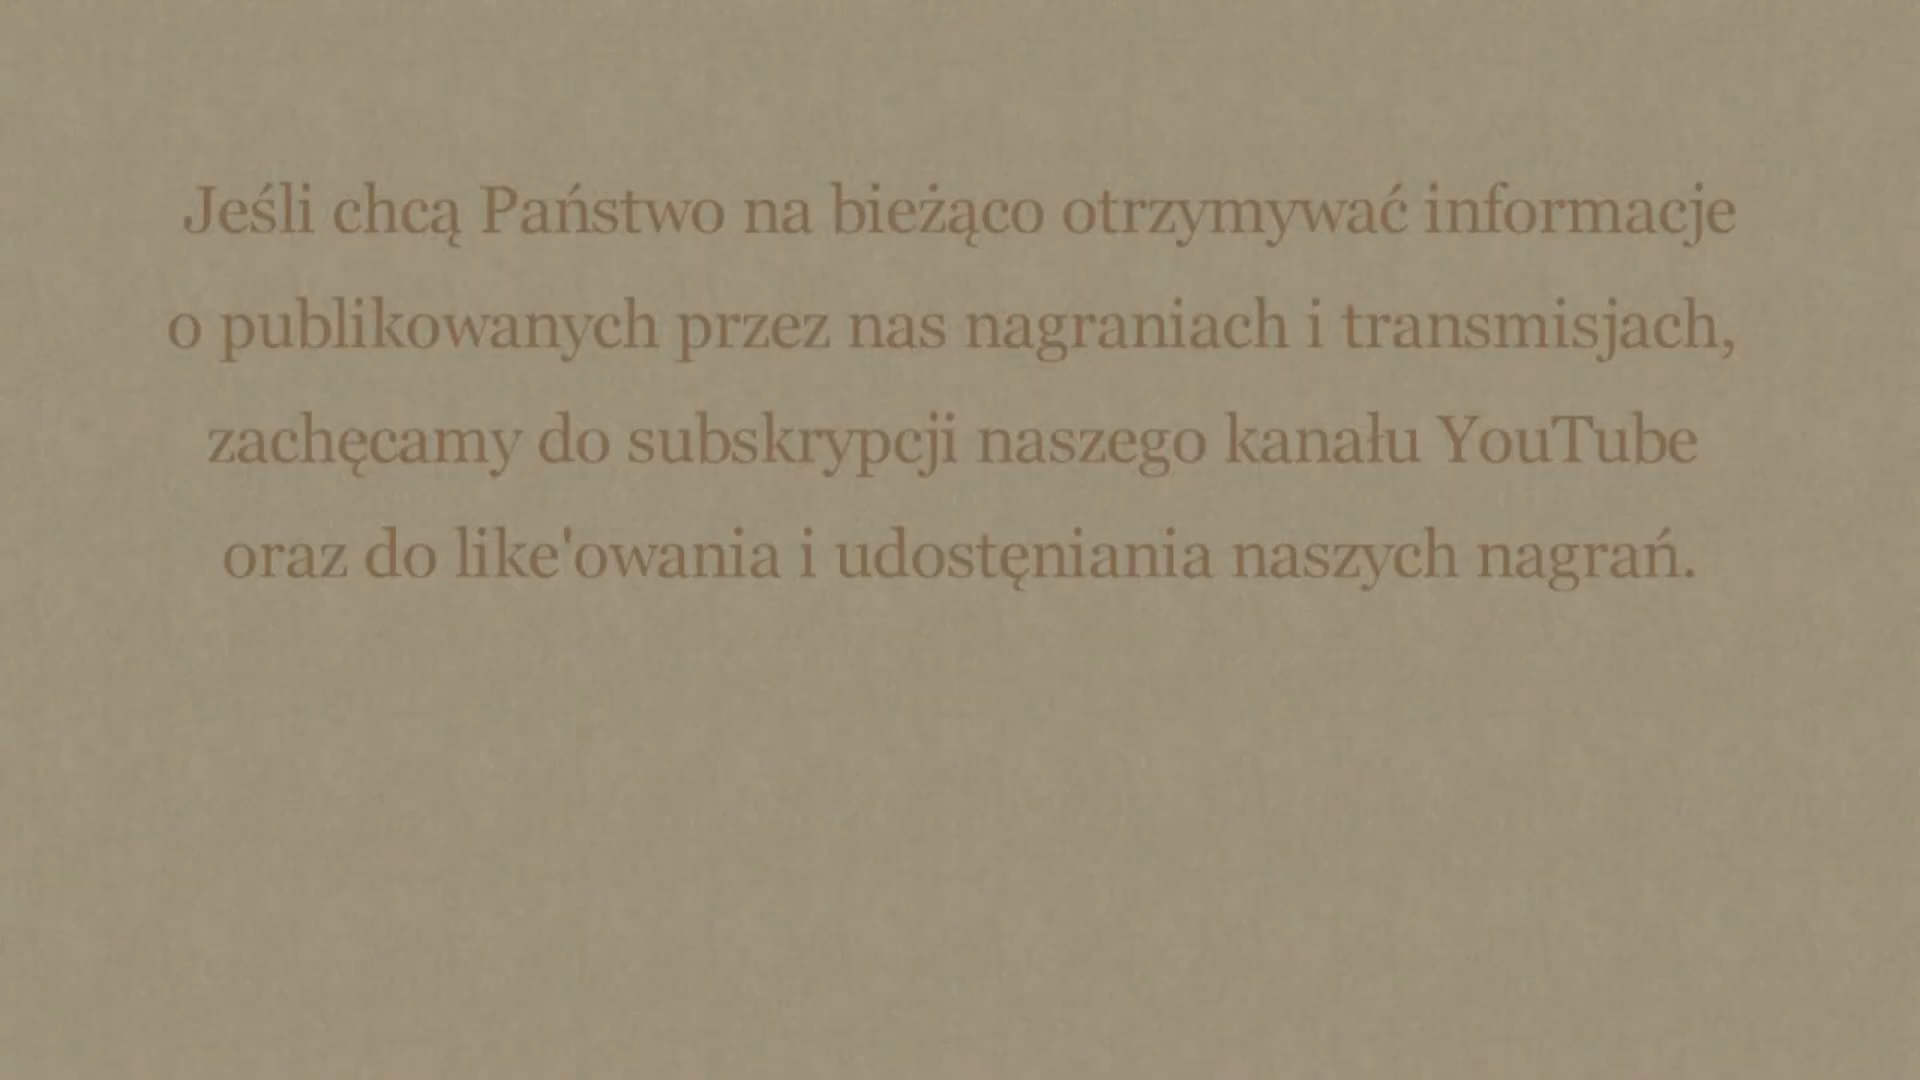 Jeśli chcą Państwo na bieżąco otrzymywać informacje
o publikowanych przez nas nagraniach i transmisjach,
zachęcamy do subskrypcji naszego kanału YouTube
oraz do like'owania i udostęniania naszych nagrań.